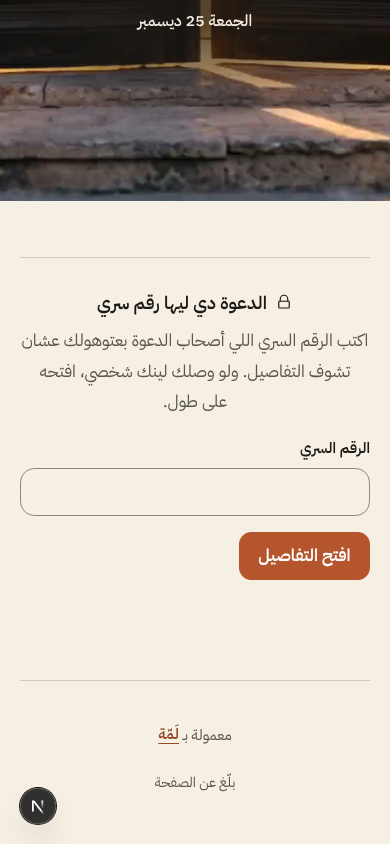 الجمعة 25 ديسمبر
الدعوة دي ليها رقم سري
اكتب الرقم السري اللي أصحاب الدعوة بعتوهولك عشان
تشوف التفاصيل. ولو وصلك لينك شخصي، افتحه
على طول.
الرقم السري
افتح التفاصيل
معمولة بـ لَمّة
بلّغ عن الصفحة
N